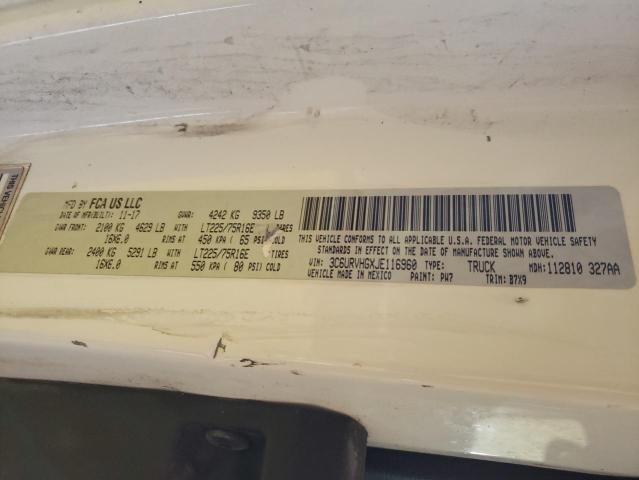 THIS VEHIC
MFD BY FCA US LLC
DATE OF MFR(BUILT): 11-17 GVWR: 4242 KG 9350 LB
GAWR FRONT: 2100 KG 4629 LB WITH LT225/75R16E TIRES
16X6.0 RIMS AT 450 KPA ( 65 PSI) COLD
GAWR REAR: 2400 KG 5291 LB WITH LT225/75R16E TIRES
16X6.0 RIMS AT 550 KPA ( 80 PSI) COLD
THIS VEHICLE CONFORMS TO ALL APPLICABLE U.S.A. FEDERAL MOTOR VEHICLE SAFETY
STANDARDS IN EFFECT ON THE DATE OF MANUFACTURE SHOWN ABOVE.
VIN: 3C6URVHGXJE116960 TYPE: TRUCK MDH: 112810 327AA
MADE IN MEXICO PAINT: PW7 TRIM: B7X9